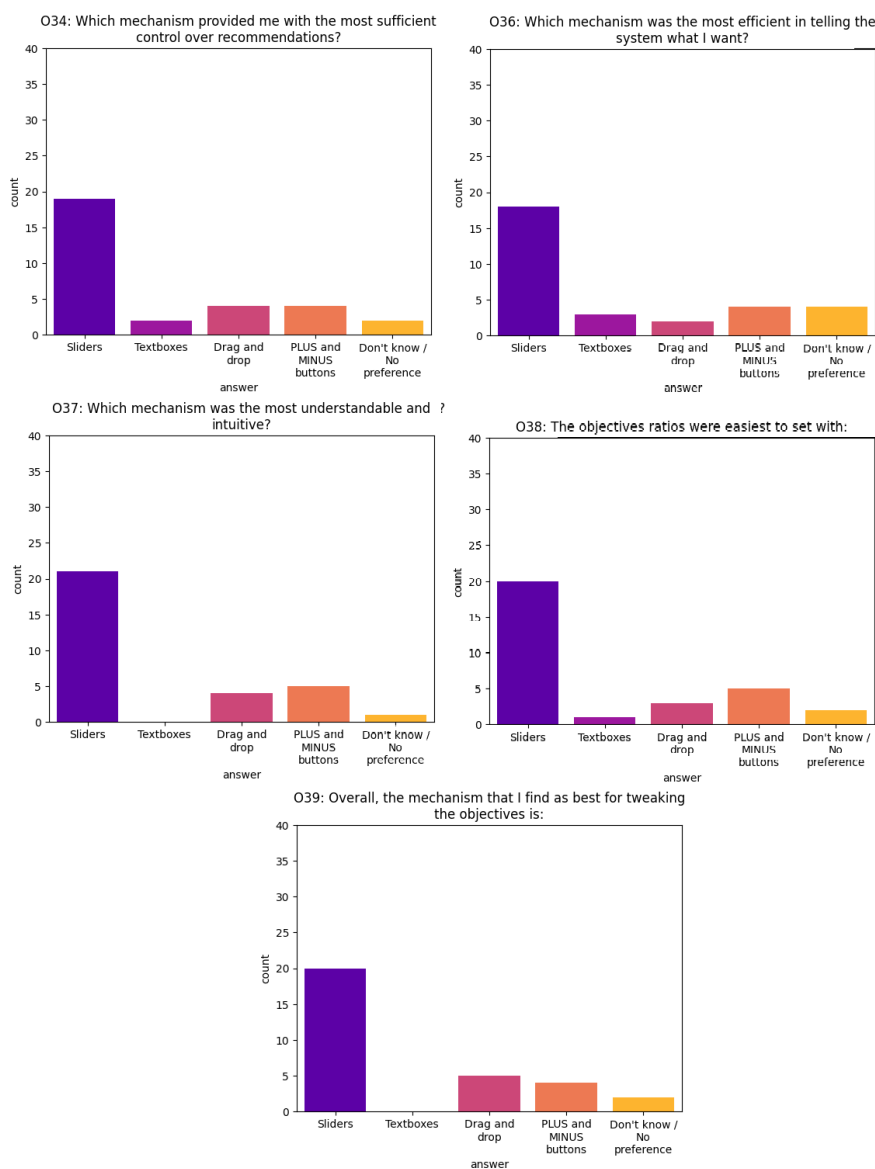 O34: Which mechanism provided me with the most sufficient
control over recommendations?
40
35
30
25
20
15
10
5
0
count
Sliders
Textboxes
Drag and
drop
PLUS and
MINUS
buttons
Don't know /
No
preference
answer
O36: Which mechanism was the most efficient in telling the
system what I want?
40
35
30
25
20
15
10
5
0
count
Sliders
Textboxes
Drag and
drop
PLUS and
MINUS
buttons
Don't know /
No
preference
answer
O37: Which mechanism was the most understandable and ?
intuitive?
40
35
30
25
20
15
10
5
0
count
Sliders
Textboxes
Drag and
drop
PLUS and
MINUS
buttons
Don't know /
No
preference
answer
O38: The objectives ratios were easiest to set with:
40
35
30
25
20
15
10
5
0
count
Sliders
Textboxes
Drag and
drop
PLUS and
MINUS
buttons
Don't know /
No
preference
answer
O39: Overall, the mechanism that I find as best for tweaking
the objectives is:
40
35
30
25
20
15
10
5
0
count
Sliders
Textboxes
Drag and
drop
PLUS and
MINUS
buttons
Don't know /
No
preference
answer